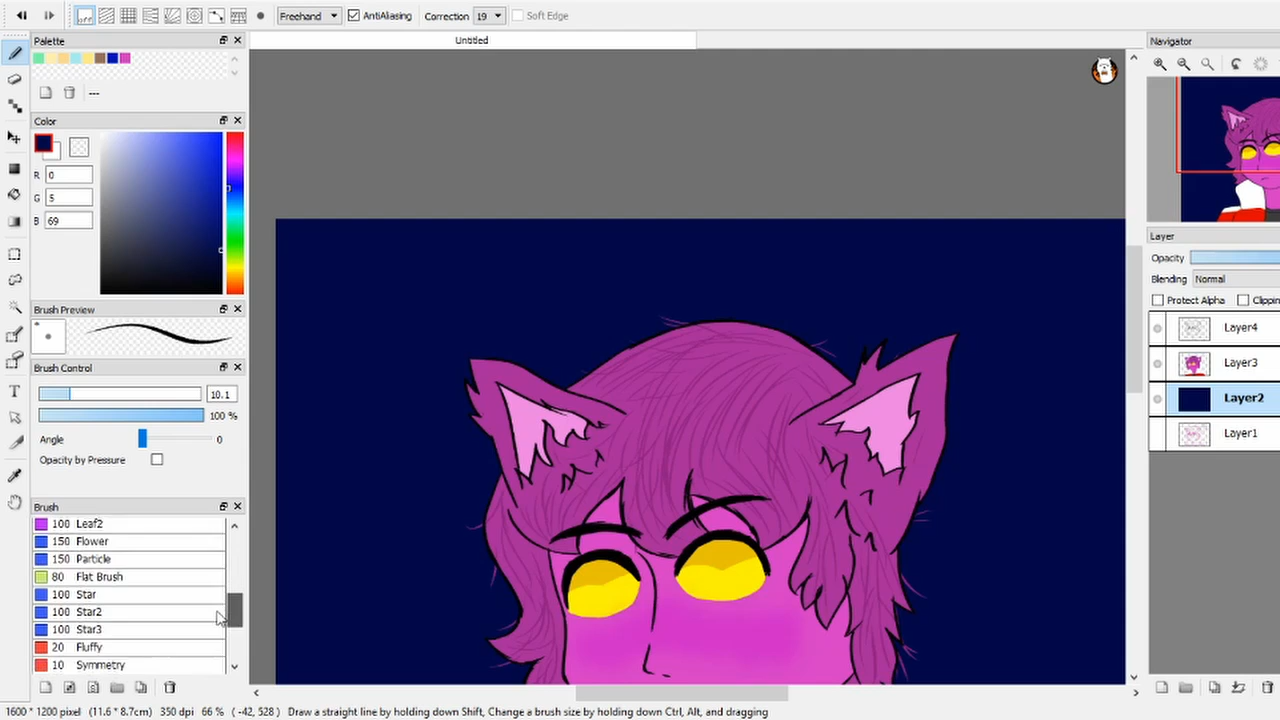 Freehand AntiAliasing Correction 19 Soft Edge
Palette
Untitled
Navigator
---
Color
R 0
G 5
B 69
Brush Preview
Brush Control
10.1
100 %
Angle 0
Opacity by Pressure
Brush
100 Leaf2
150 Flower
150 Particle
80 Flat Brush
100 Star
100 Star2
100 Star3
20 Fluffy
10 Symmetry
Layer
Opacity
Blending Normal
Protect Alpha Clippin
Layer4
Layer3
Layer2
Layer1
1600 * 1200 pixel (11.6 * 8.7cm) 350 dpi 66 % ( -42, 528 ) Draw a straight line by holding down Shift, Change a brush size by holding down Ctrl, Alt, and dragging